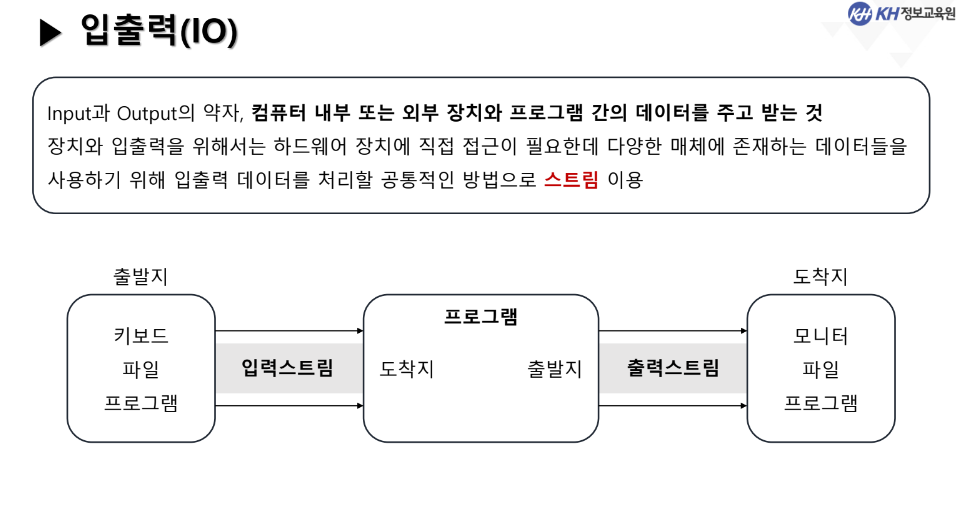 ▶ 입출력(IO)
KH KH정보교육원
Input과 Output의 약자, 컴퓨터 내부 또는 외부 장치와 프로그램 간의 데이터를 주고 받는 것
장치와 입출력을 위해서는 하드웨어 장치에 직접 접근이 필요한데 다양한 매체에 존재하는 데이터들을
사용하기 위해 입출력 데이터를 처리할 공통적인 방법으로 스트림 이용
출발지
키보드
파일
프로그램
입력스트림
프로그램
도착지
출발지
출력스트림
도착지
모니터
파일
프로그램